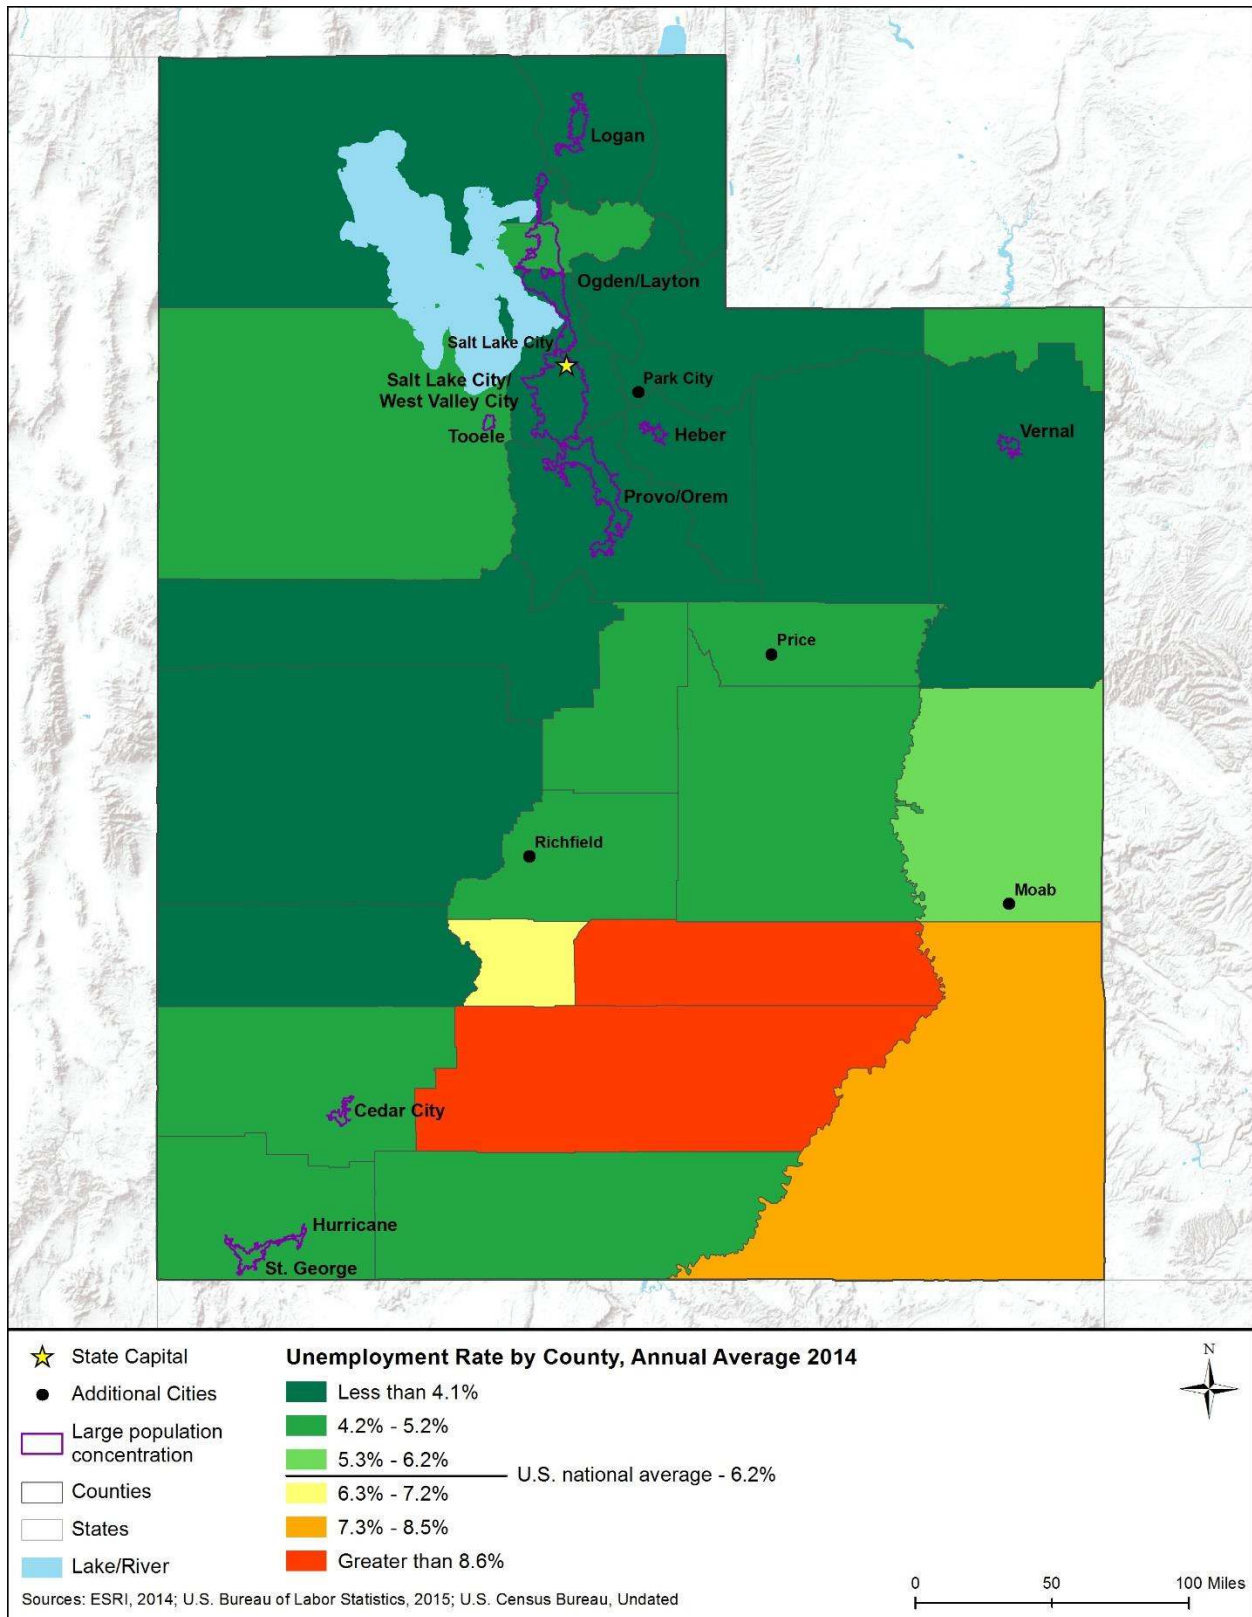 Logan
Ogden/Layton
Salt Lake City
Salt Lake City/
West Valley City
Park City
Tooele
Heber
Vernal
Provo/Orem
Price
Richfield
Moab
Cedar City
Hurricane
St. George
State Capital
Additional Cities
Large population
concentration
Counties
States
Lake/River
Unemployment Rate by County, Annual Average 2014
Less than 4.1%
4.2% - 5.2%
5.3% - 6.2%
U.S. national average - 6.2%
6.3% - 7.2%
7.3% - 8.5%
Greater than 8.6%
N
0 50 100 Miles
Sources: ESRI, 2014; U.S. Bureau of Labor Statistics, 2015; U.S. Census Bureau, Undated